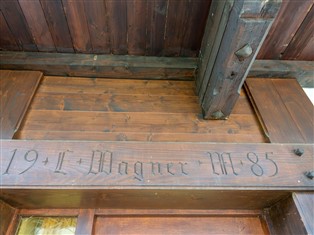 19 + L + Wagner + M + 85